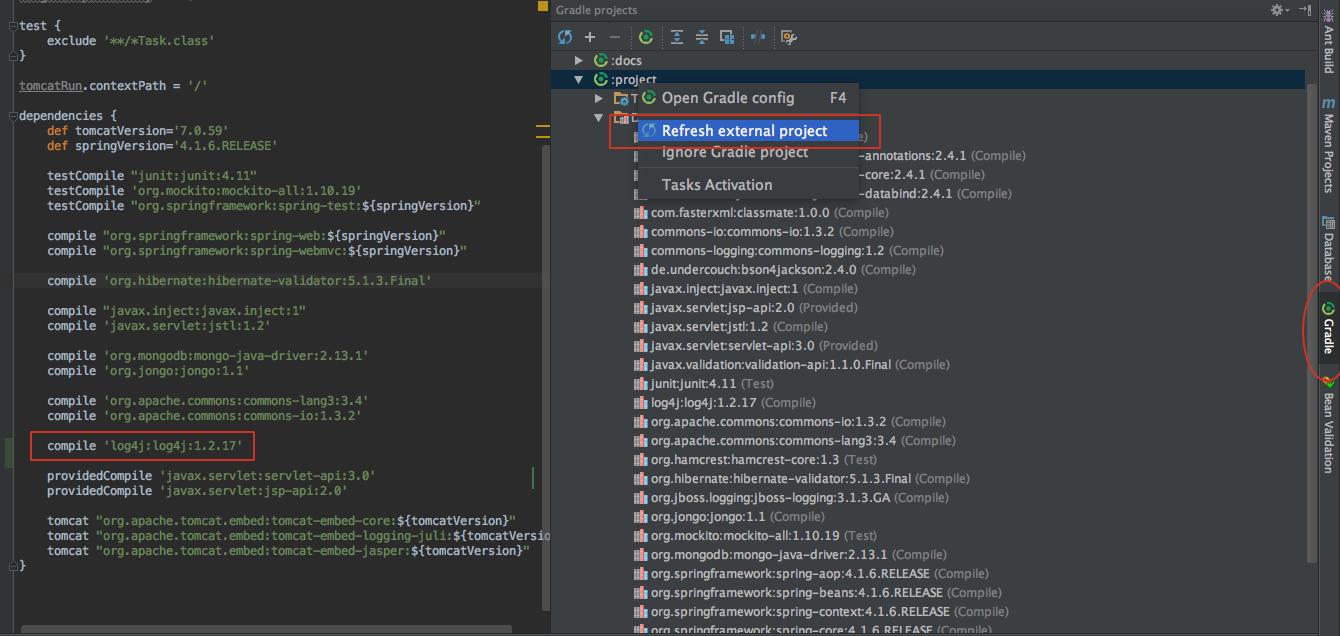 test {
exclude '**/*Task.class'
}
tomcatRun.contextPath = '/'
dependencies {
def tomcatVersion='7.0.59'
def springVersion='4.1.6.RELEASE'
testCompile "junit:junit:4.11"
testCompile 'org.mockito:mockito-all:1.10.19'
testCompile "org.springframework:spring-test:${springVersion}"
compile "org.springframework:spring-web:${springVersion}"
compile "org.springframework:spring-webmvc:${springVersion}"
compile 'org.hibernate:hibernate-validator:5.1.3.Final'
compile "javax.inject:javax.inject:1"
compile 'javax.servlet:jstl:1.2'
compile 'org.mongodb:mongo-java-driver:2.13.1'
compile 'org.jongo:jongo:1.1'
compile 'org.apache.commons:commons-lang3:3.4'
compile 'org.apache.commons:commons-io:1.3.2'
compile 'log4j:log4j:1.2.17'
providedCompile 'javax.servlet:servlet-api:3.0'
providedCompile 'javax.servlet:jsp-api:2.0'
tomcat "org.apache.tomcat.embed:tomcat-embed-core:${tomcatVersion}"
tomcat "org.apache.tomcat.embed:tomcat-embed-logging-juli:${tomcatVersio
tomcat "org.apache.tomcat.embed:tomcat-embed-jasper:${tomcatVersion}"
}
Gradle projects
:docs
:project
Open Gradle config F4
Refresh external project
Ignore Gradle project
Tasks Activation
-annotations:2.4.1 (Compile)
-core:2.4.1 (Compile)
-databind:2.4.1 (Compile)
com.fasterxml:classmate:1.0.0 (Compile)
commons-io:commons-io:1.3.2 (Compile)
commons-logging:commons-logging:1.2 (Compile)
de.undercouch:bson4jackson:2.4.0 (Compile)
javax.inject:javax.inject:1 (Compile)
javax.servlet:jsp-api:2.0 (Provided)
javax.servlet:jstl:1.2 (Compile)
javax.servlet:servlet-api:3.0 (Provided)
javax.validation:validation-api:1.1.0.Final (Compile)
junit:junit:4.11 (Test)
log4j:log4j:1.2.17 (Compile)
org.apache.commons:commons-io:1.3.2 (Compile)
org.apache.commons:commons-lang3:3.4 (Compile)
org.hamcrest:hamcrest-core:1.3 (Test)
org.hibernate:hibernate-validator:5.1.3.Final (Compile)
org.jboss.logging:jboss-logging:3.1.3.GA (Compile)
org.jongo:jongo:1.1 (Compile)
org.mockito:mockito-all:1.10.19 (Test)
org.mongodb:mongo-java-driver:2.13.1 (Compile)
org.springframework:spring-aop:4.1.6.RELEASE (Compile)
org.springframework:spring-beans:4.1.6.RELEASE (Compile)
org.springframework:spring-context:4.1.6.RELEASE (Compile)
org.springframework:spring-core:4.1.6.RELEASE (Compile)
Ant Build
Maven Projects
Database
Gradle
Bean Validation